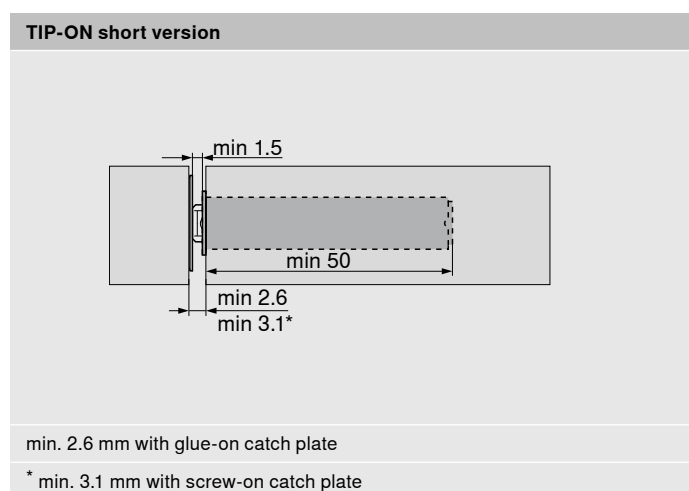 TIP-ON short version
min 1.5
min 50
min 2.6
min 3.1*
min. 2.6 mm with glue-on catch plate
* min. 3.1 mm with screw-on catch plate